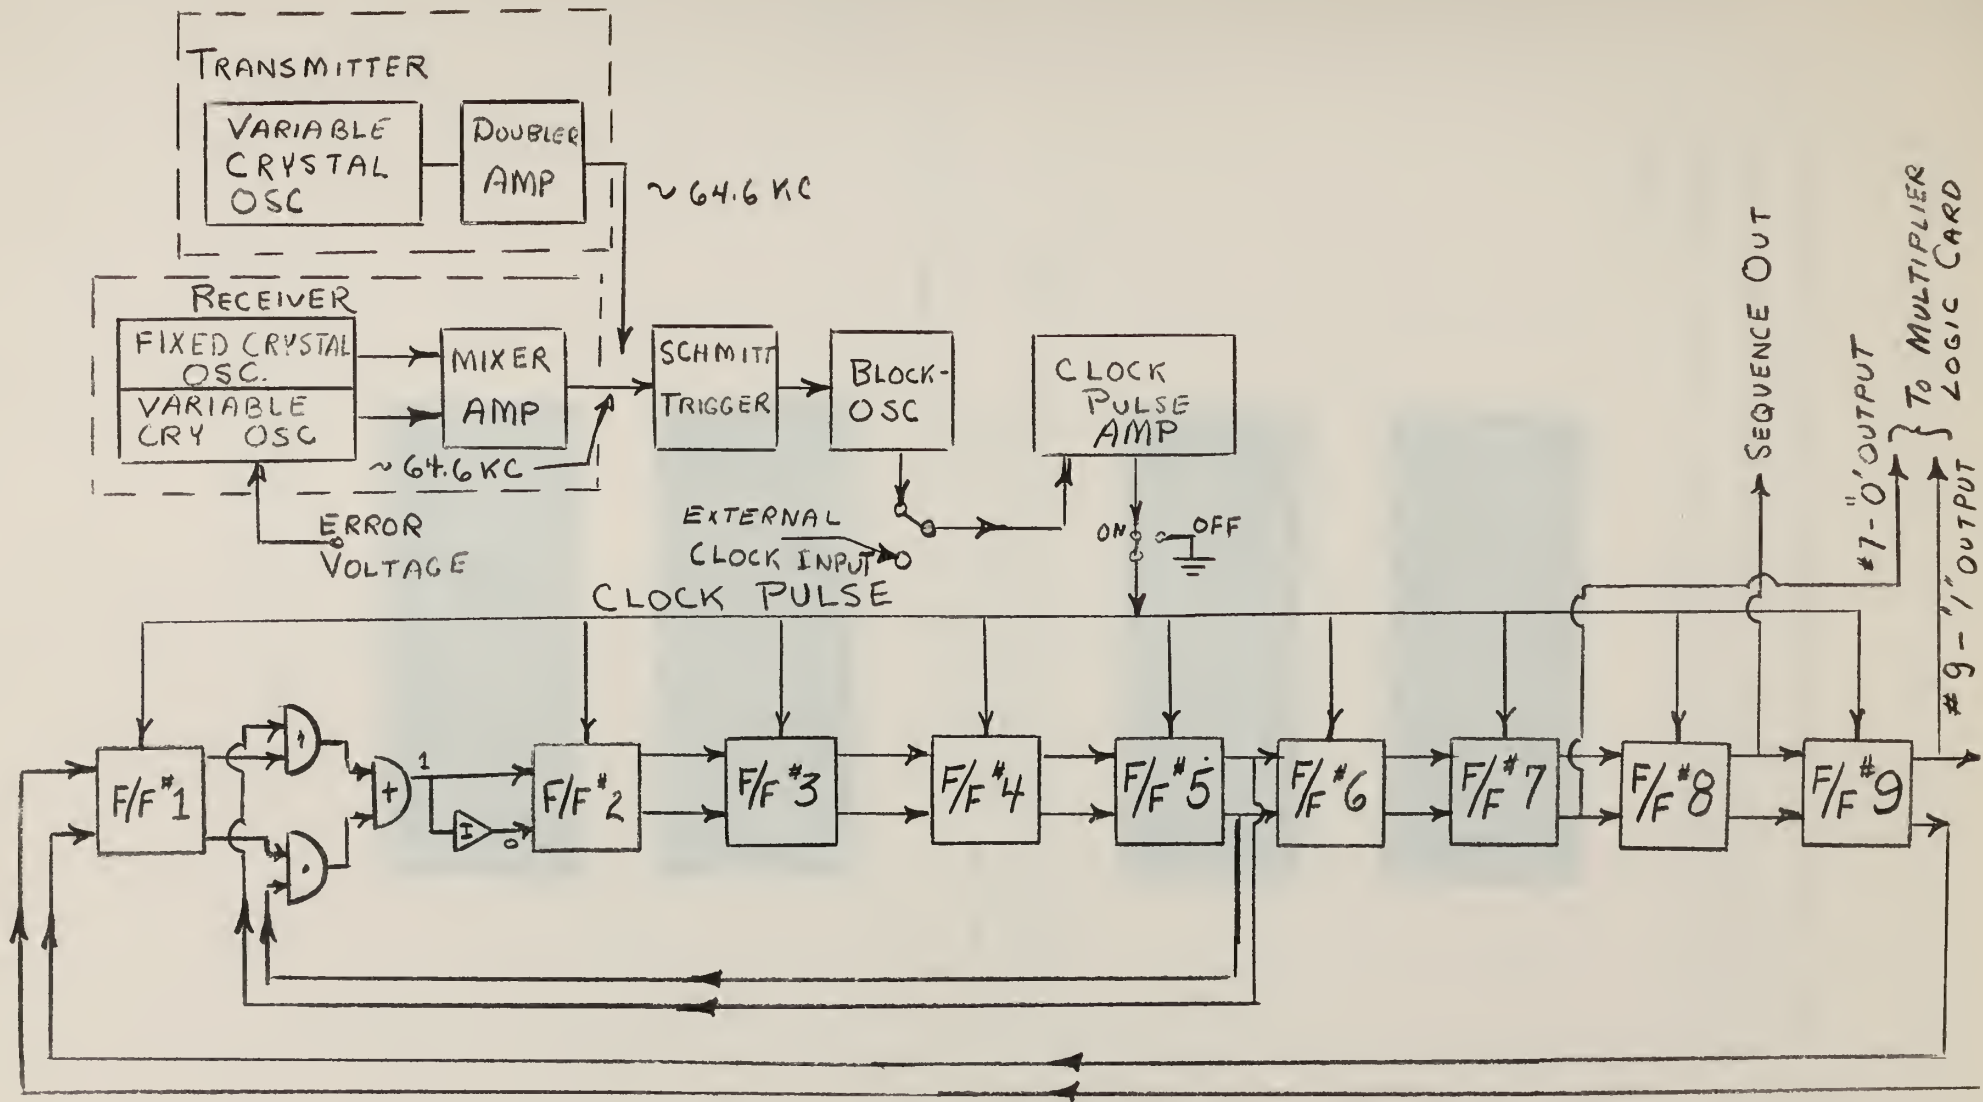 TRANSMITTER
VARIABLE
CRYSTAL
OSC
DOUBLER
AMP
~ 64.6 KC
RECEIVER
FIXED CRYSTAL
OSC.
VARIABLE
CRY OSC
MIXER
AMP
~ 64.6 KC
ERROR
VOLTAGE
SCHMITT
TRIGGER
BLOCK-
OSC
CLOCK
PULSE
AMP
EXTERNAL
CLOCK INPUT
ON
OFF
CLOCK PULSE
SEQUENCE OUT
#7-"0" OUTPUT
TO MULTIPLIER
LOGIC CARD
#9-"1" OUTPUT
F/F #1
+
1
I
0
F/F #2
F/F #3
F/F #4
F/F #5
F/F #6
F/F #7
F/F #8
F/F #9